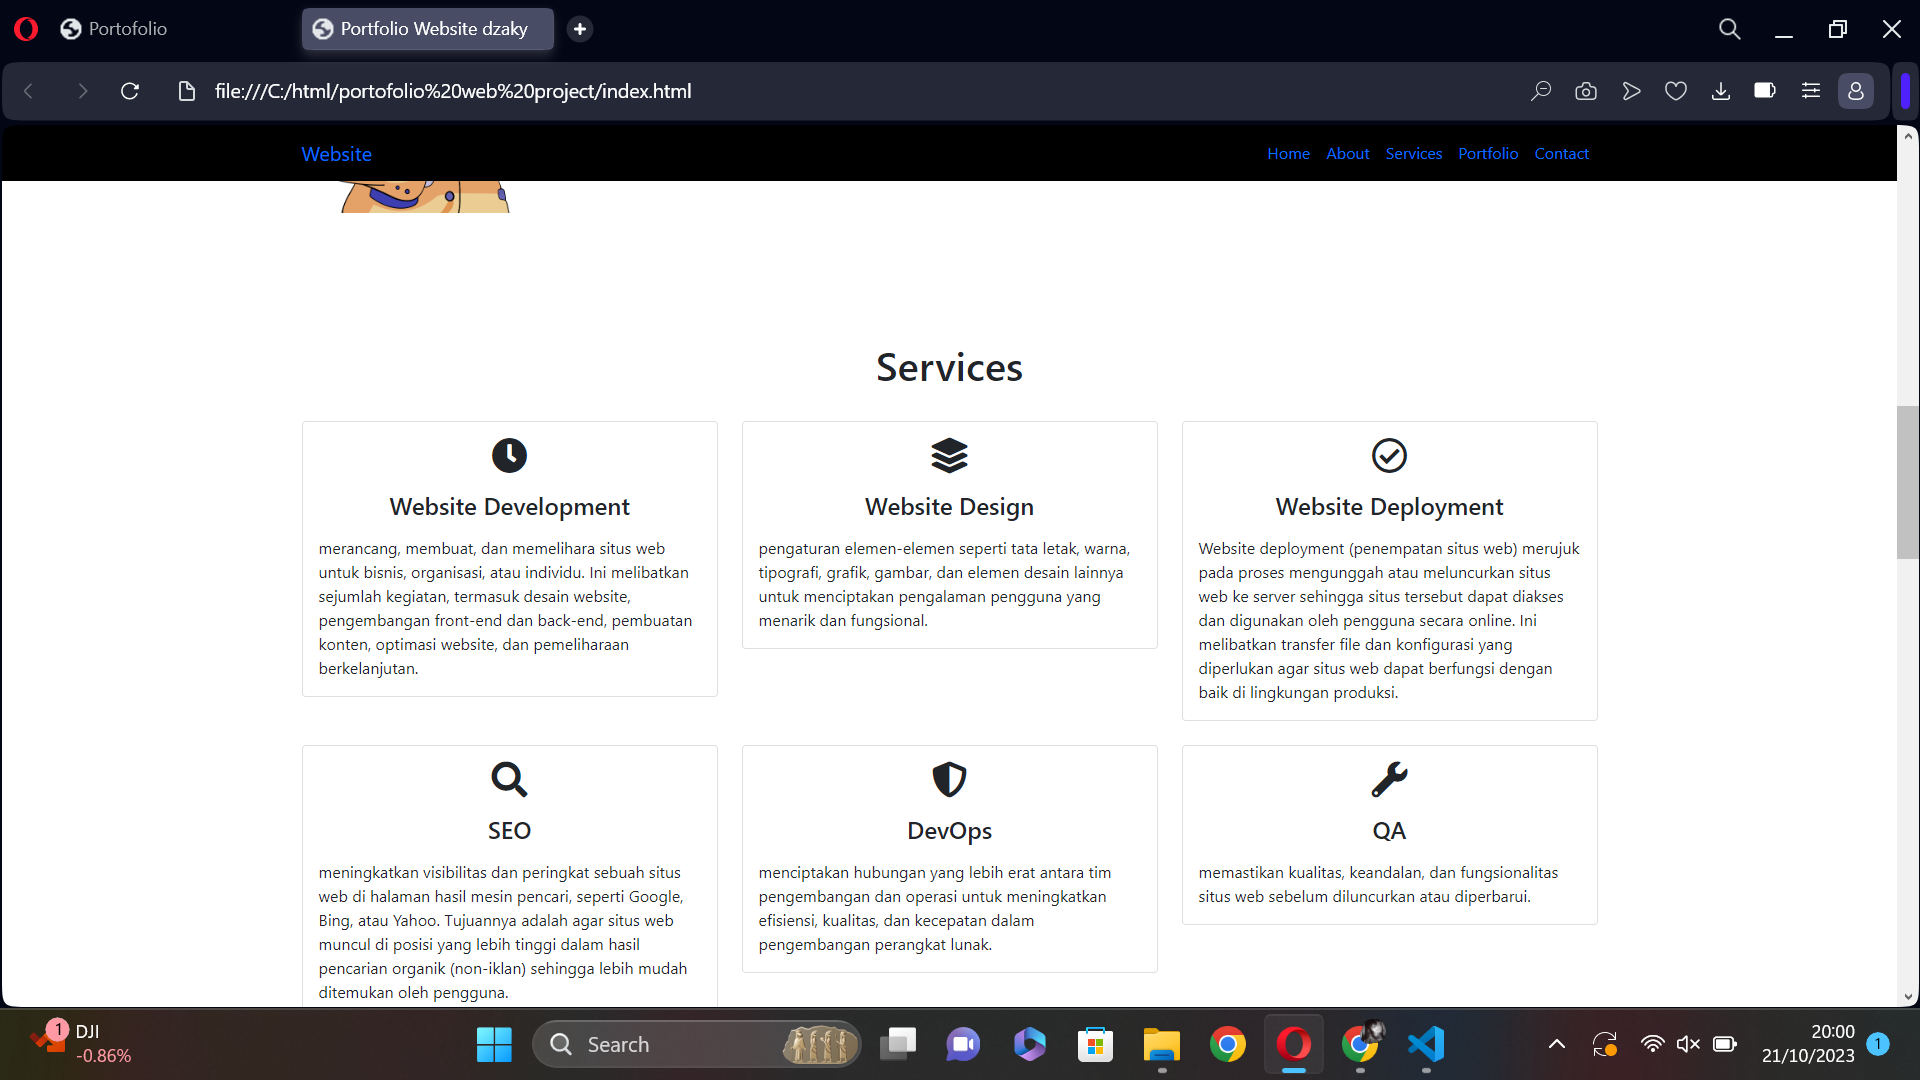 Portofolio
Portfolio Website dzaky
file:///C:/html/portofolio%20web%20project/index.html
Website
Home About Services Portfolio Contact
Services
Website Development
merancang, membuat, dan memelihara situs web
untuk bisnis, organisasi, atau individu. Ini melibatkan
sejumlah kegiatan, termasuk desain website,
pengembangan front-end dan back-end, pembuatan
konten, optimasi website, dan pemeliharaan
berkelanjutan.
Website Design
pengaturan elemen-elemen seperti tata letak, warna,
tipografi, grafik, gambar, dan elemen desain lainnya
untuk menciptakan pengalaman pengguna yang
menarik dan fungsional.
Website Deployment
Website deployment (penempatan situs web) merujuk
pada proses mengunggah atau meluncurkan situs
web ke server sehingga situs tersebut dapat diakses
dan digunakan oleh pengguna secara online. Ini
melibatkan transfer file dan konfigurasi yang
diperlukan agar situs web dapat berfungsi dengan
baik di lingkungan produksi.
SEO
meningkatkan visibilitas dan peringkat sebuah situs
web di halaman hasil mesin pencari, seperti Google,
Bing, atau Yahoo. Tujuannya adalah agar situs web
muncul di posisi yang lebih tinggi dalam hasil
pencarian organik (non-iklan) sehingga lebih mudah
ditemukan oleh pengguna.
DevOps
menciptakan hubungan yang lebih erat antara tim
pengembangan dan operasi untuk meningkatkan
efisiensi, kualitas, dan kecepatan dalam
pengembangan perangkat lunak.
QA
memastikan kualitas, keandalan, dan fungsionalitas
situs web sebelum diluncurkan atau diperbarui.
1
DJI
-0.86%
Search
20:00
21/10/2023
1